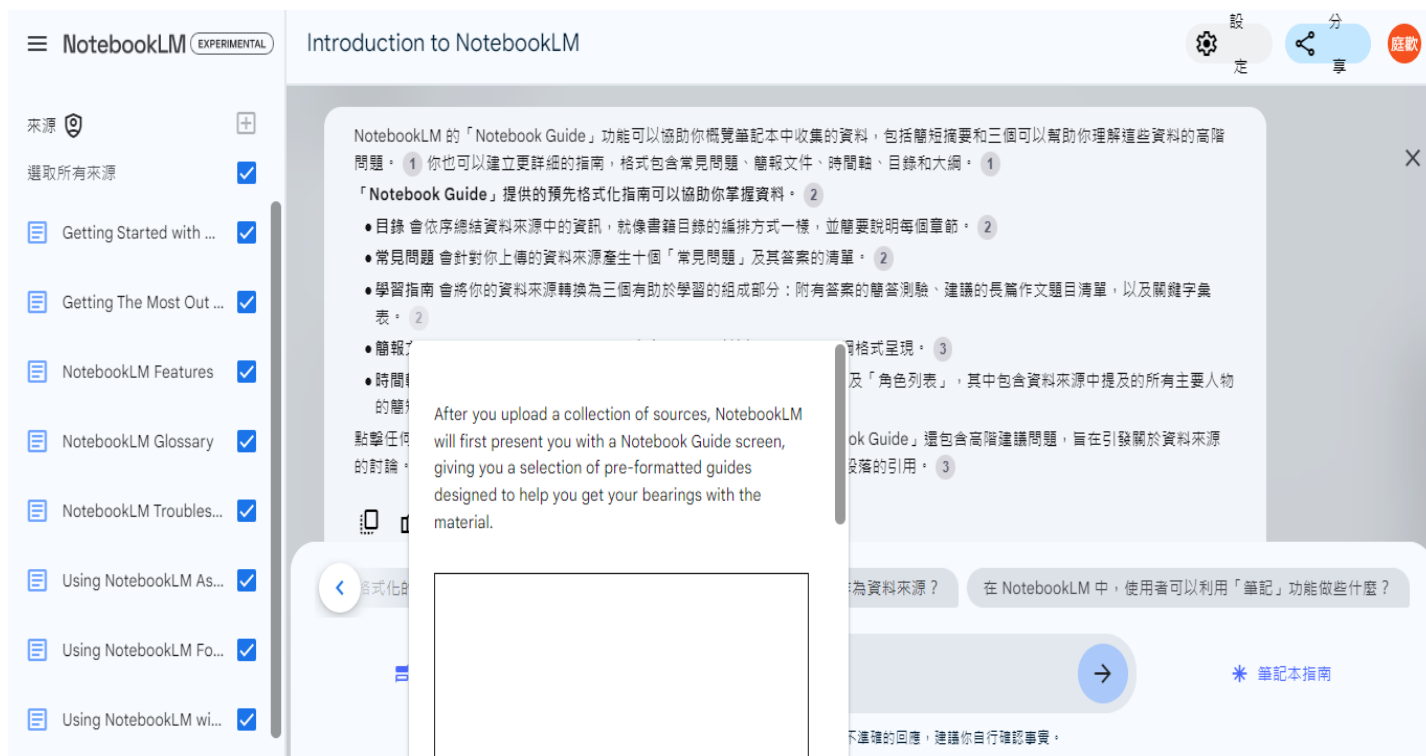 NotebookLM EXPERIMENTAL
Introduction to NotebookLM
設定
分享
庭歡
來源
選取所有來源
Getting Started with ...
Getting The Most Out ...
NotebookLM Features
NotebookLM Glossary
NotebookLM Troubles...
Using NotebookLM As...
Using NotebookLM Fo...
Using NotebookLM wi...
NotebookLM 的「Notebook Guide」功能可以協助你概覽筆記本中收集的資料，包括簡短摘要和三個可以幫助你理解這些資料的高階
問題。 1 你也可以建立更詳細的指南，格式包含常見問題、簡報文件、時間軸、目錄和大綱。 1
「Notebook Guide」提供的預先格式化指南可以協助你掌握資料。 2
●目錄 會依序總結資料來源中的資訊，就像書籍目錄的編排方式一樣，並簡要說明每個章節。 2
●常見問題 會針對你上傳的資料來源產生十個「常見問題」及其答案的清單。 2
●學習指南 會將你的資料來源轉換為三個有助於學習的組成部分：附有答案的簡答測驗、建議的長篇作文題目清單，以及關鍵字彙
表。 2
●簡報 格式呈現。 3
●時間 及「角色列表」，其中包含資料來源中提及的所有主要人物
的簡
點擊任何 ok Guide」還包含高階建議問題，旨在引發關於資料來源
的討論。 段落的引用。 3
After you upload a collection of sources, NotebookLM
will first present you with a Notebook Guide screen,
giving you a selection of pre-formatted guides
designed to help you get your bearings with the
material.
格式化的 作為資料來源？ 在 NotebookLM 中，使用者可以利用「筆記」功能做些什麼？
筆記本指南
不準確的回應，建議你自行確認事實。